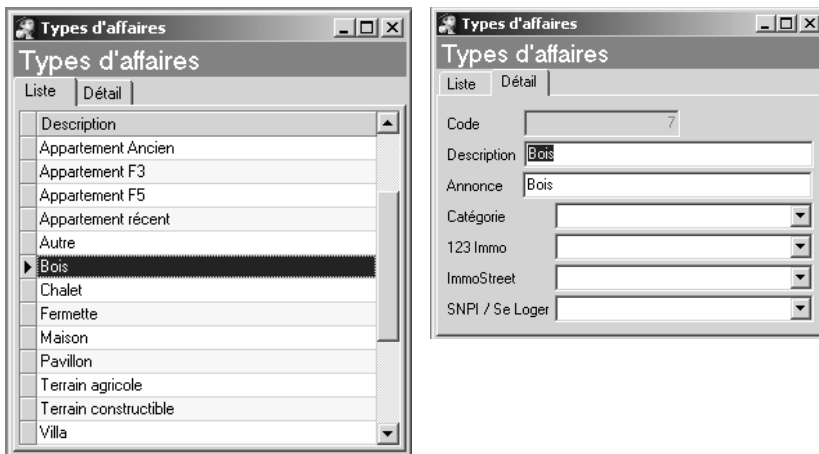 Types d'affaires
Types d'affaires
Liste Détail
Description
Appartement Ancien
Appartement F3
Appartement F5
Appartement récent
Autre
Bois
Chalet
Fermette
Maison
Pavillon
Terrain agricole
Terrain constructible
Villa
Types d'affaires
Types d'affaires
Liste Détail
Code 7
Description Bois
Annonce Bois
Catégorie
123 Immo
ImmoStreet
SNPI / Se Loger